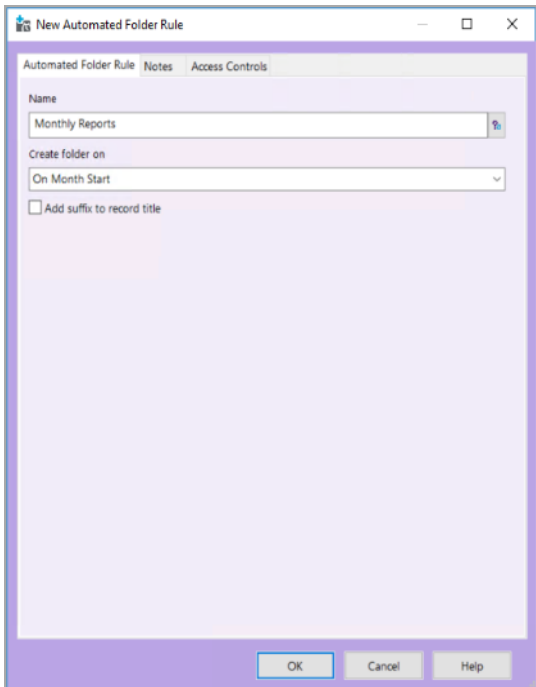 New Automated Folder Rule
Automated Folder Rule Notes Access Controls
Name
Monthly Reports
Create folder on
On Month Start
Add suffix to record title
OK Cancel Help